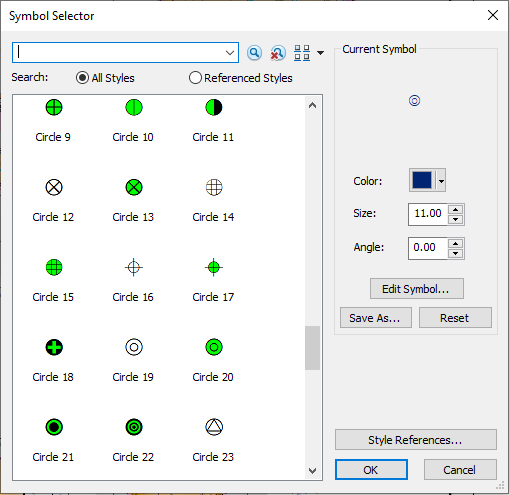 Symbol Selector
Search: All Styles Referenced Styles
Circle 9 Circle 10 Circle 11
Circle 12 Circle 13 Circle 14
Circle 15 Circle 16 Circle 17
Circle 18 Circle 19 Circle 20
Circle 21 Circle 22 Circle 23
Current Symbol
Color:
Size: 11.00
Angle: 0.00
Edit Symbol...
Save As... Reset
Style References...
OK Cancel